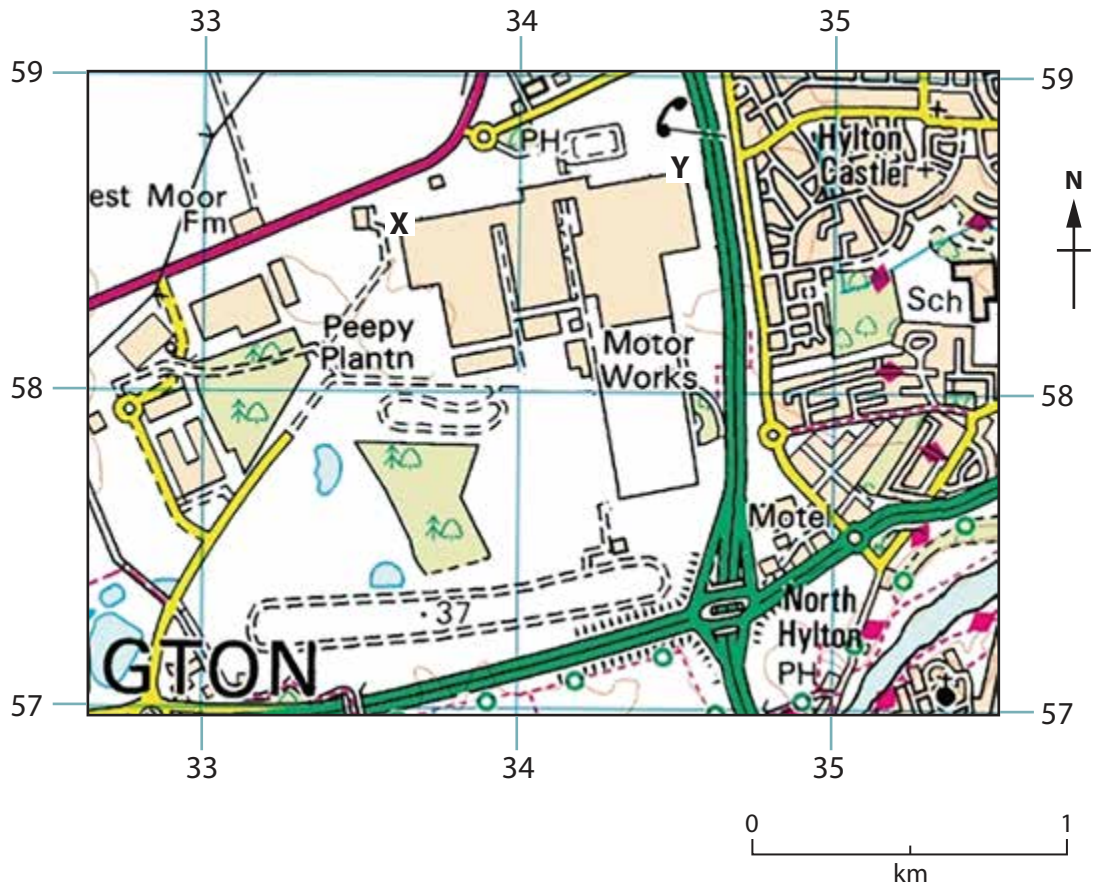 33 34 35
59 59
PH
Hylton
Castle
Y
N
est Moor
Fm
X
Sch
Peepy
Plantn
Motor
Works
58 58
Motel
37
North
Hylton
PH
GTON
57 57
33 34 35
0 1
km